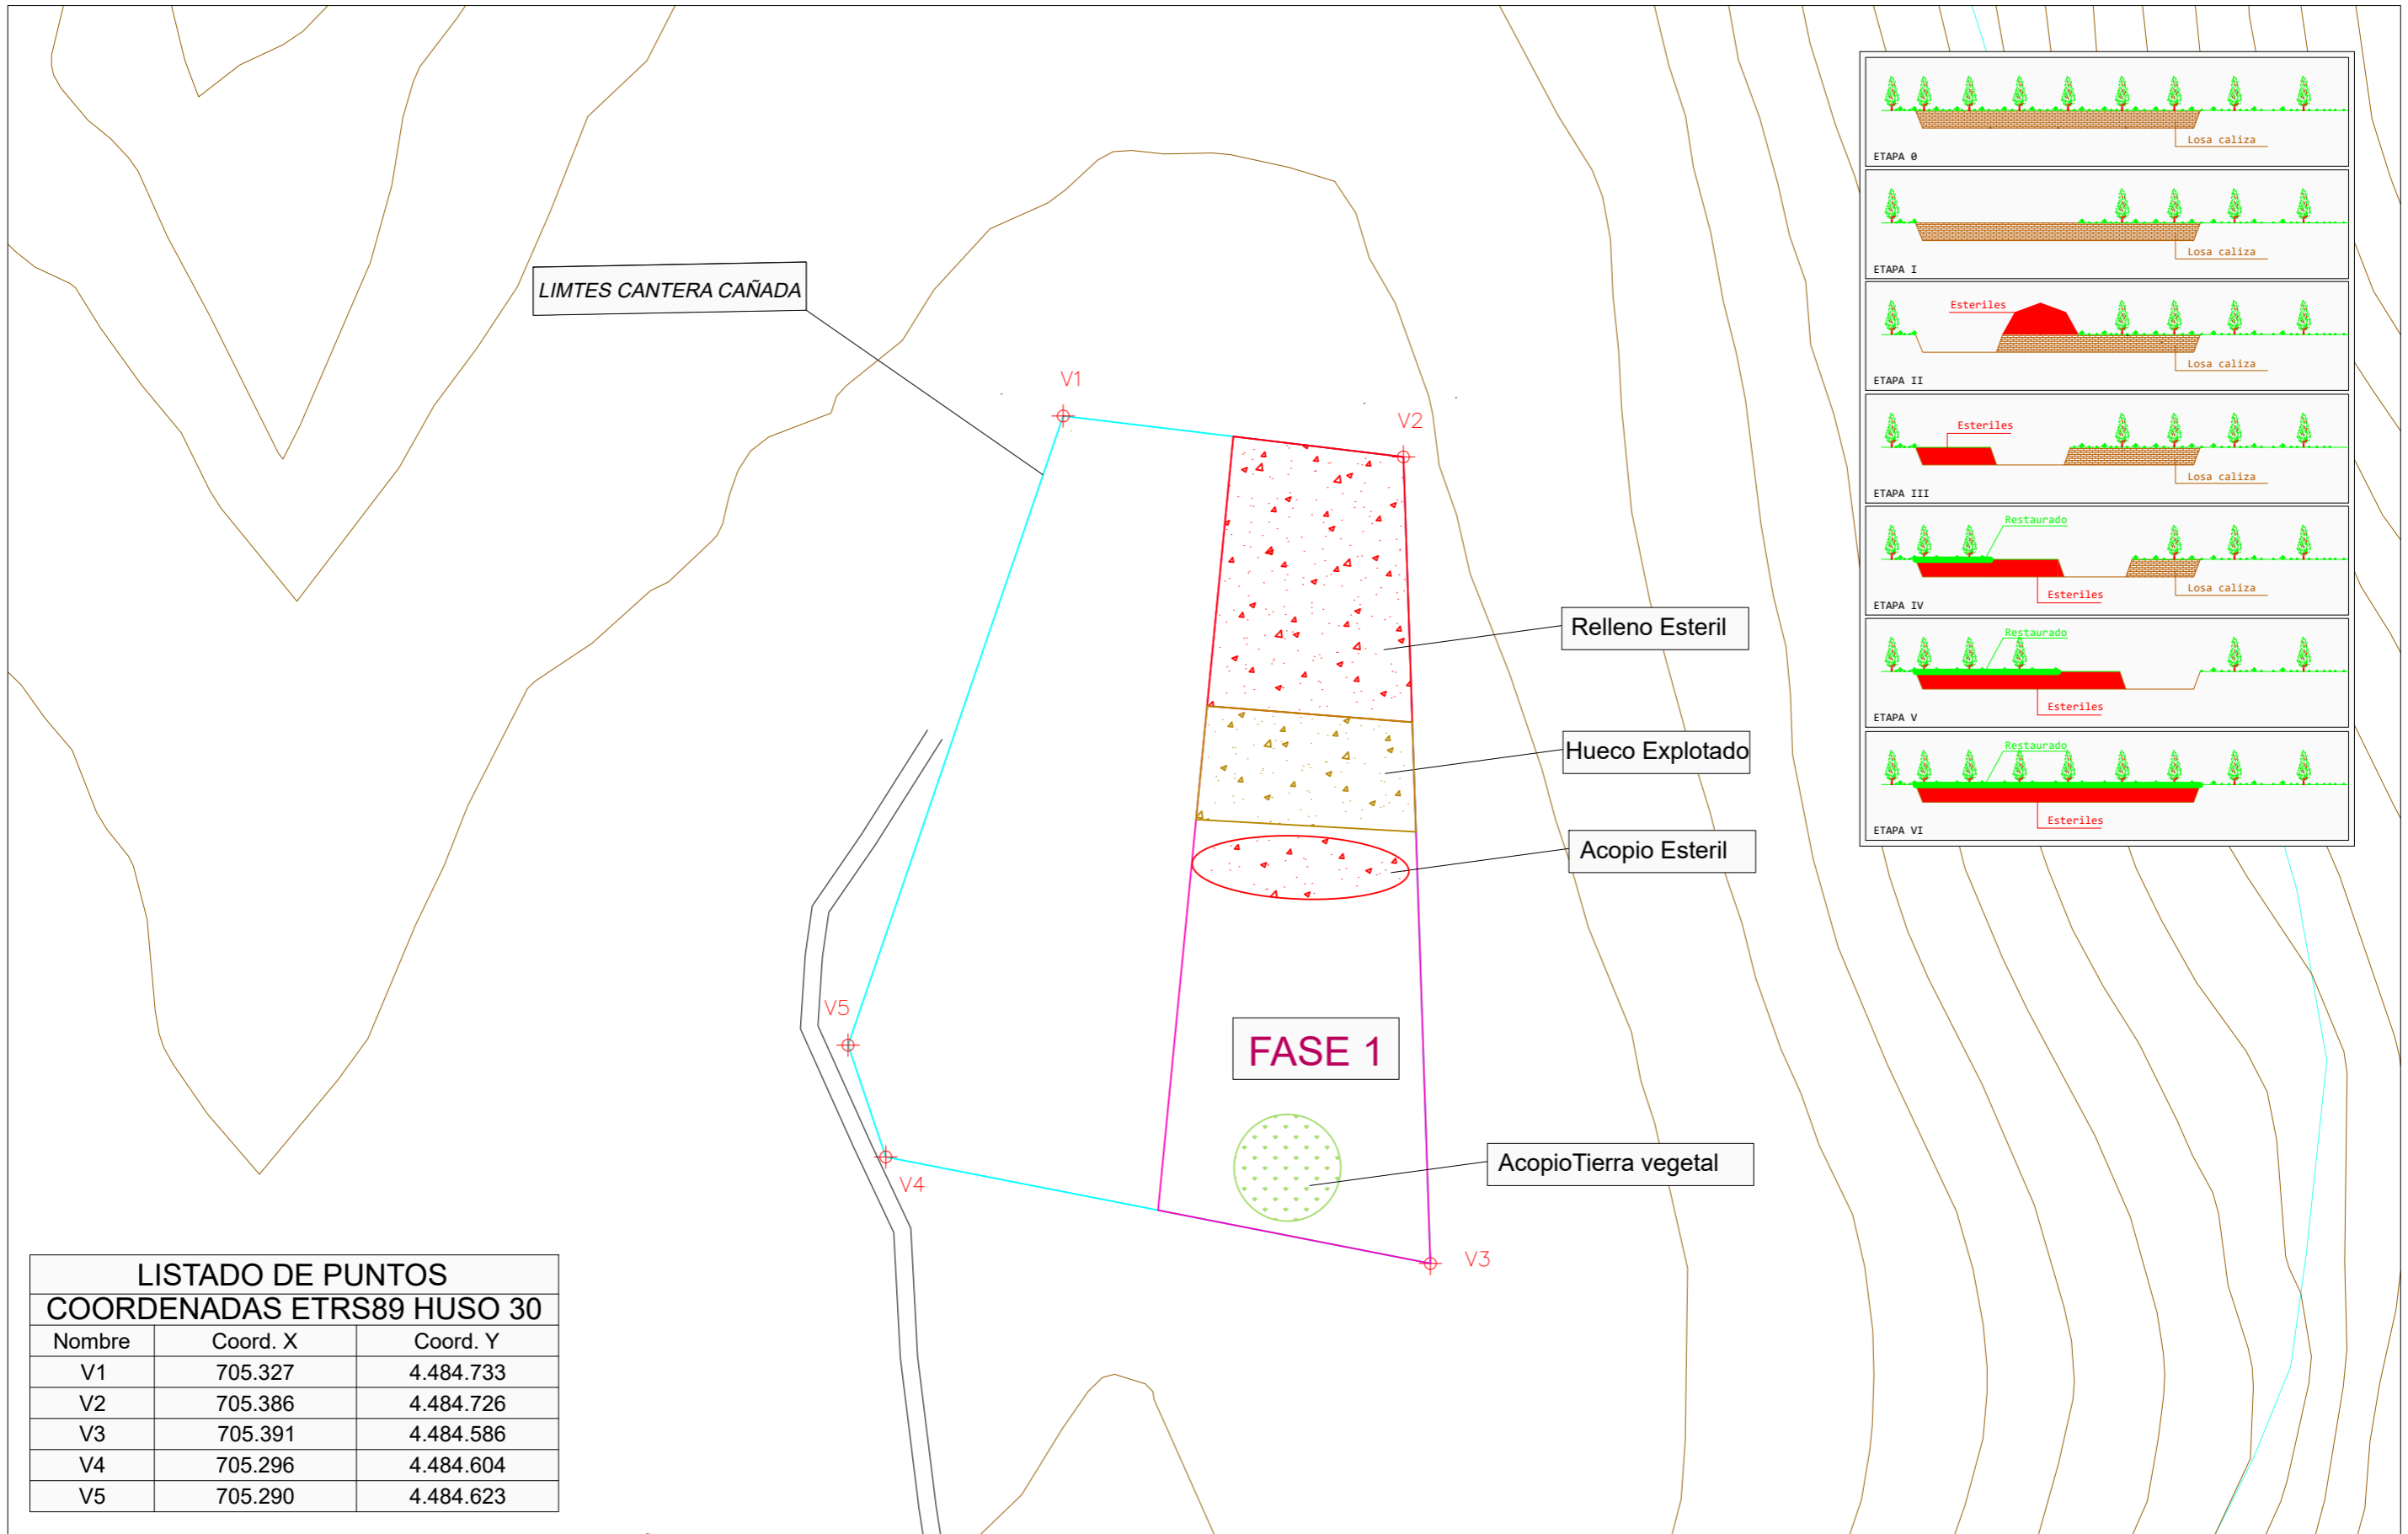 LIMTES CANTERA CAÑADA
V1
V2
Relleno Esteril
Hueco Explotado
Acopio Esteril
V5
FASE 1
AcopioTierra vegetal
V4
V3
Losa caliza
ETAPA 0
Losa caliza
ETAPA I
Esteriles
Losa caliza
ETAPA II
Esteriles
Losa caliza
ETAPA III
Restaurado
Losa caliza
Esteriles
ETAPA IV
Restaurado
Esteriles
ETAPA V
Restaurado
Esteriles
ETAPA VI
LISTADO DE PUNTOS
COORDENADAS ETRS89 HUSO 30
Nombre Coord. X Coord. Y
V1 705.327 4.484.733
V2 705.386 4.484.726
V3 705.391 4.484.586
V4 705.296 4.484.604
V5 705.290 4.484.623